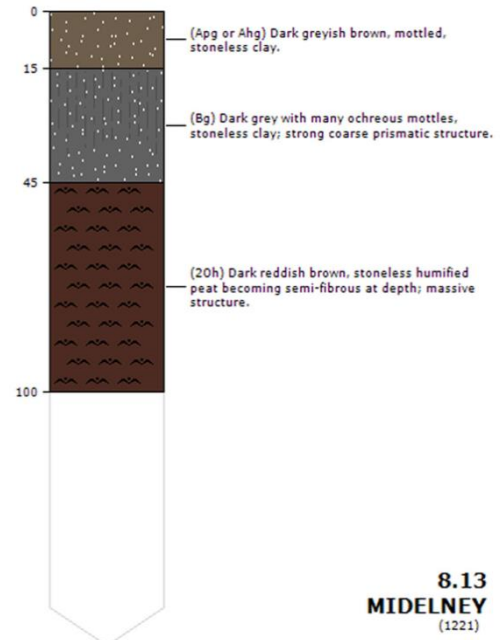 0
(Apg or Ahg) Dark greyish brown, mottled,
stoneless clay.
15
(Bg) Dark grey with many ochreous mottles,
stoneless clay; strong coarse prismatic structure.
45
(2Oh) Dark reddish brown, stoneless humified
peat becoming semi-fibrous at depth; massive
structure.
100
8.13
MIDELNEY
(1221)